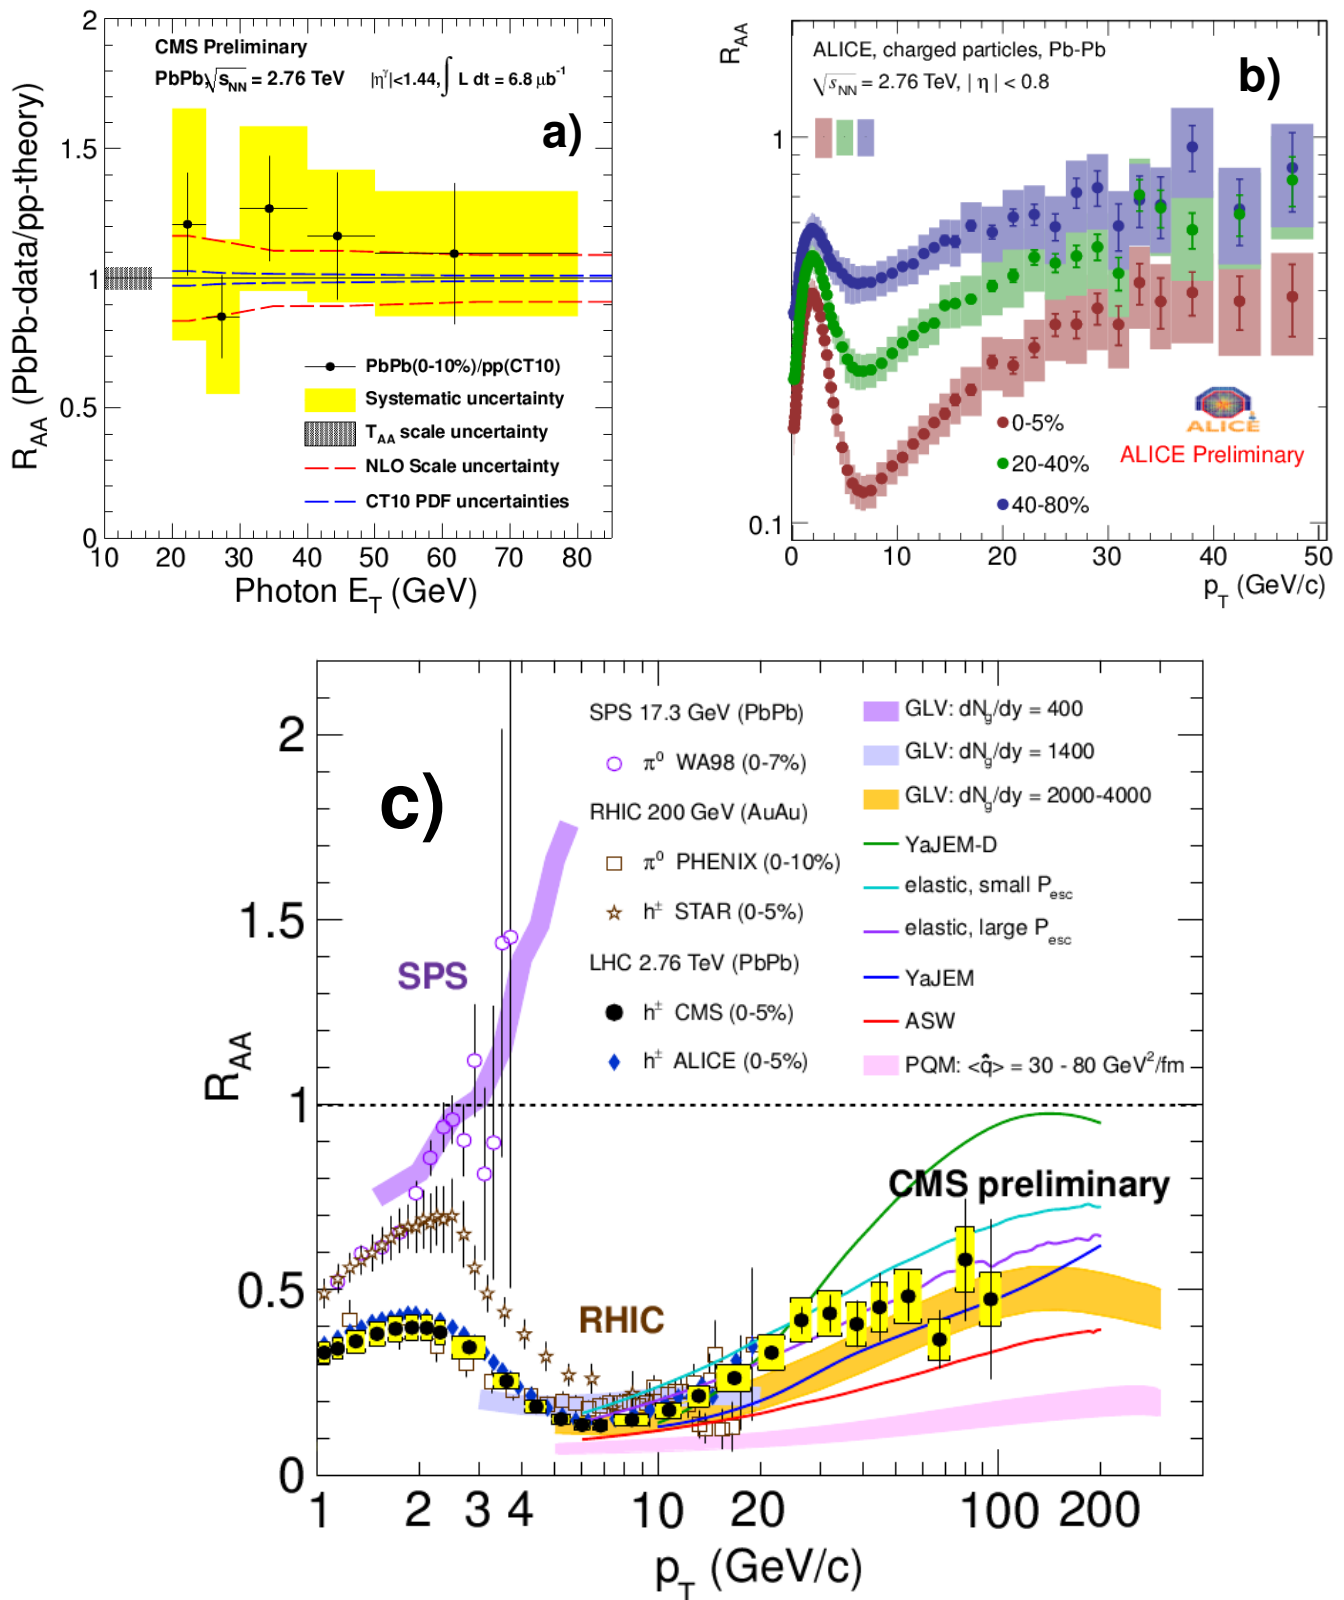 CMS Preliminary
PbPb √sNN = 2.76 TeV |ηγ|<1.44, ∫ L dt = 6.8 μb-1
a)
RAA (PbPb-data/pp-theory)
2
1.5
1
0.5
0
PbPb(0-10%)/pp(CT10)
Systematic uncertainty
TAA scale uncertainty
NLO Scale uncertainty
CT10 PDF uncertainties
10 20 30 40 50 60 70 80
Photon ET (GeV)
RAA
ALICE, charged particles, Pb-Pb
√sNN = 2.76 TeV, | η | < 0.8
b)
1
0.1
0-5%
20-40%
40-80%
ALICE
ALICE Preliminary
0 10 20 30 40 50
pT (GeV/c)
c)
RAA
2
1.5
1
0.5
0
SPS 17.3 GeV (PbPb)
π0 WA98 (0-7%)
RHIC 200 GeV (AuAu)
π0 PHENIX (0-10%)
h± STAR (0-5%)
LHC 2.76 TeV (PbPb)
h± CMS (0-5%)
h± ALICE (0-5%)
GLV: dNg/dy = 400
GLV: dNg/dy = 1400
GLV: dNg/dy = 2000-4000
YaJEM-D
elastic, small Pesc
elastic, large Pesc
YaJEM
ASW
PQM: <q̂> = 30 - 80 GeV2/fm
SPS
CMS preliminary
RHIC
1 2 3 4 10 20 100 200
pT (GeV/c)